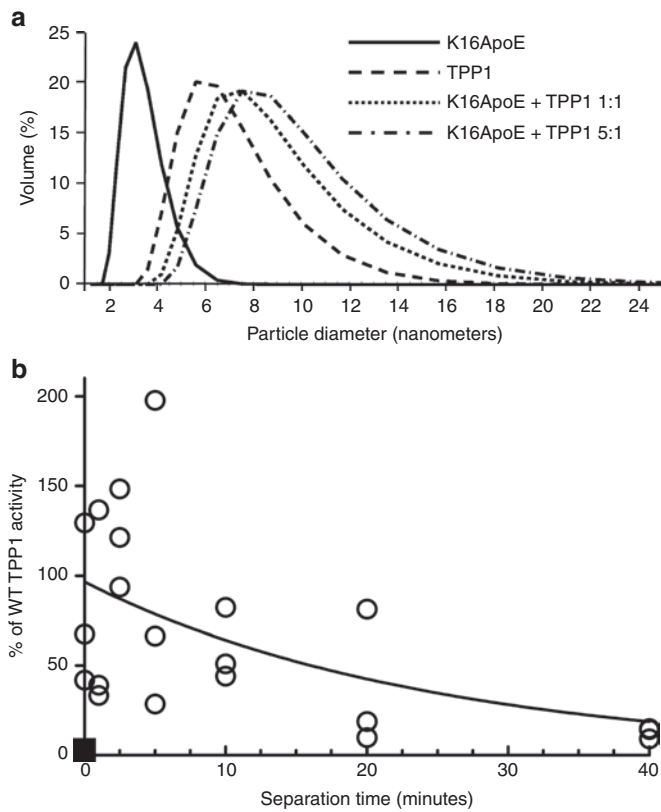 a
25
20
15
10
5
0
Volume (%)
K16ApoE
TPP1
K16ApoE + TPP1 1:1
K16ApoE + TPP1 5:1
2 4 6 8 10 12 14 16 18 20 22 24
Particle diameter (nanometers)
b
200
150
100
50
0
% of WT TPP1 activity
0 10 20 30 40
Separation time (minutes)